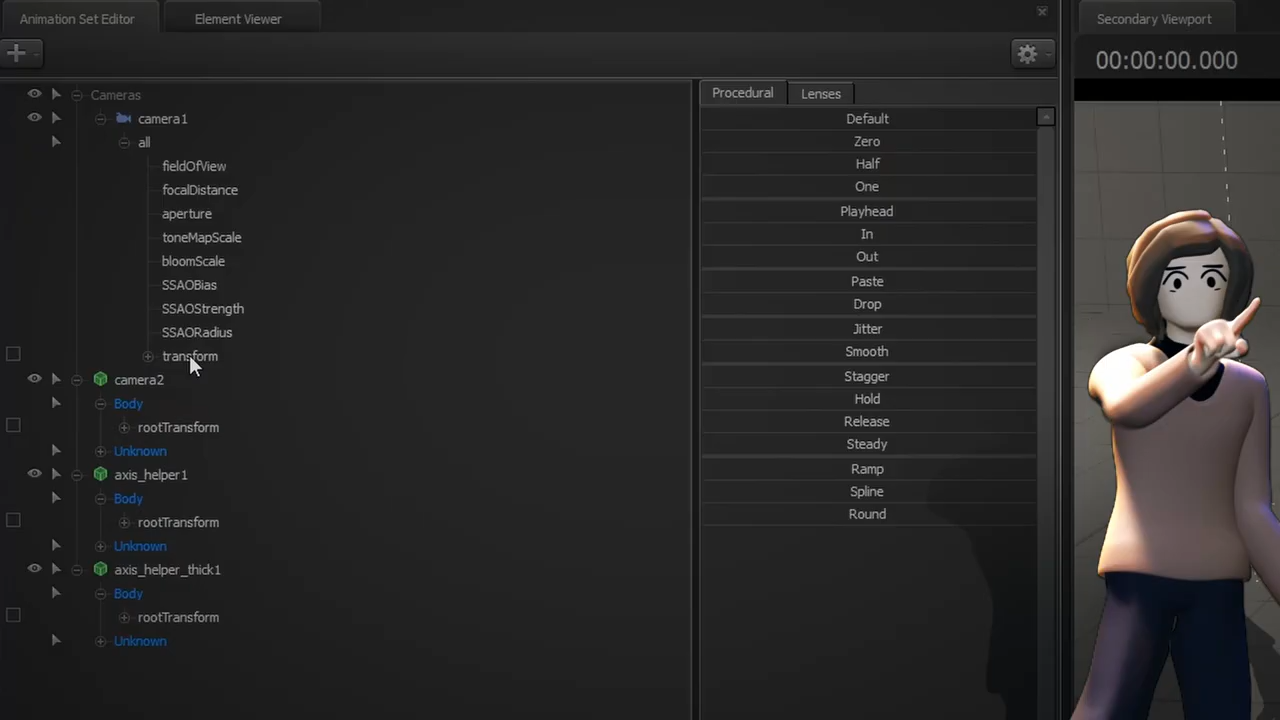 Animation Set Editor
Element Viewer
Secondary Viewport
00:00:00.000
Cameras
camera1
all
fieldOfView
focalDistance
aperture
toneMapScale
bloomScale
SSAOBias
SSAOStrength
SSAORadius
transform
camera2
Body
rootTransform
Unknown
axis_helper1
Body
rootTransform
Unknown
axis_helper_thick1
Body
rootTransform
Unknown
Procedural
Lenses
Default
Zero
Half
One
Playhead
In
Out
Paste
Drop
Jitter
Smooth
Stagger
Hold
Release
Steady
Ramp
Spline
Round